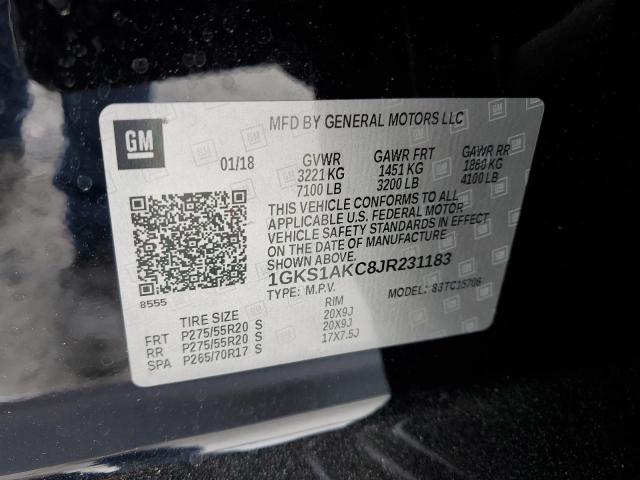 GM
MFD BY GENERAL MOTORS LLC
01/18 GVWR GAWR FRT GAWR RR
3221 KG 1451 KG 1860 KG
7100 LB 3200 LB 4100 LB
THIS VEHICLE CONFORMS TO ALL
APPLICABLE U.S. FEDERAL MOTOR
VEHICLE SAFETY STANDARDS IN EFFECT
ON THE DATE OF MANUFACTURE
SHOWN ABOVE.
1GKS1AKC8JR231183
TYPE: M.P.V. MODEL: 83TC15706
8555
TIRE SIZE RIM
FRT P275/55R20 S 20X9J
RR P275/55R20 S 20X9J
SPA P265/70R17 S 17X7.5J